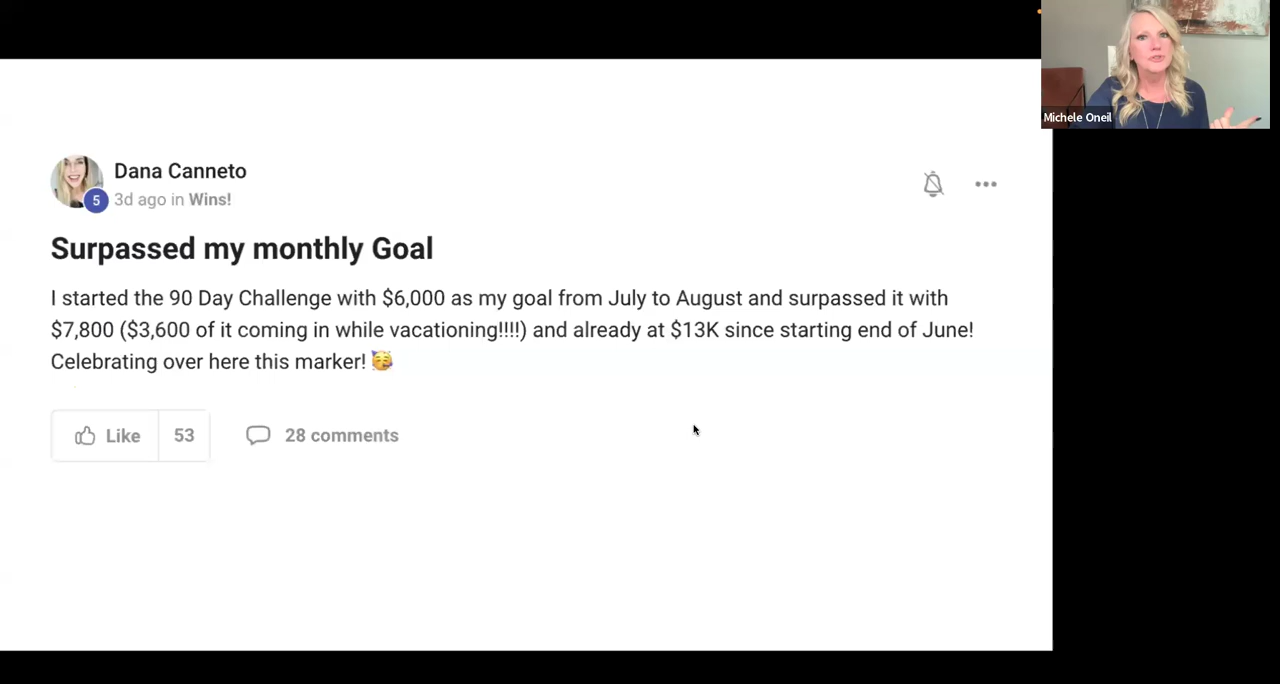 Michele Oneil
Dana Canneto
5
3d ago in Wins!
Surpassed my monthly Goal
I started the 90 Day Challenge with $6,000 as my goal from July to August and surpassed it with
$7,800 ($3,600 of it coming in while vacationing!!!!) and already at $13K since starting end of June!
Celebrating over here this marker! 🥳
Like 53 28 comments